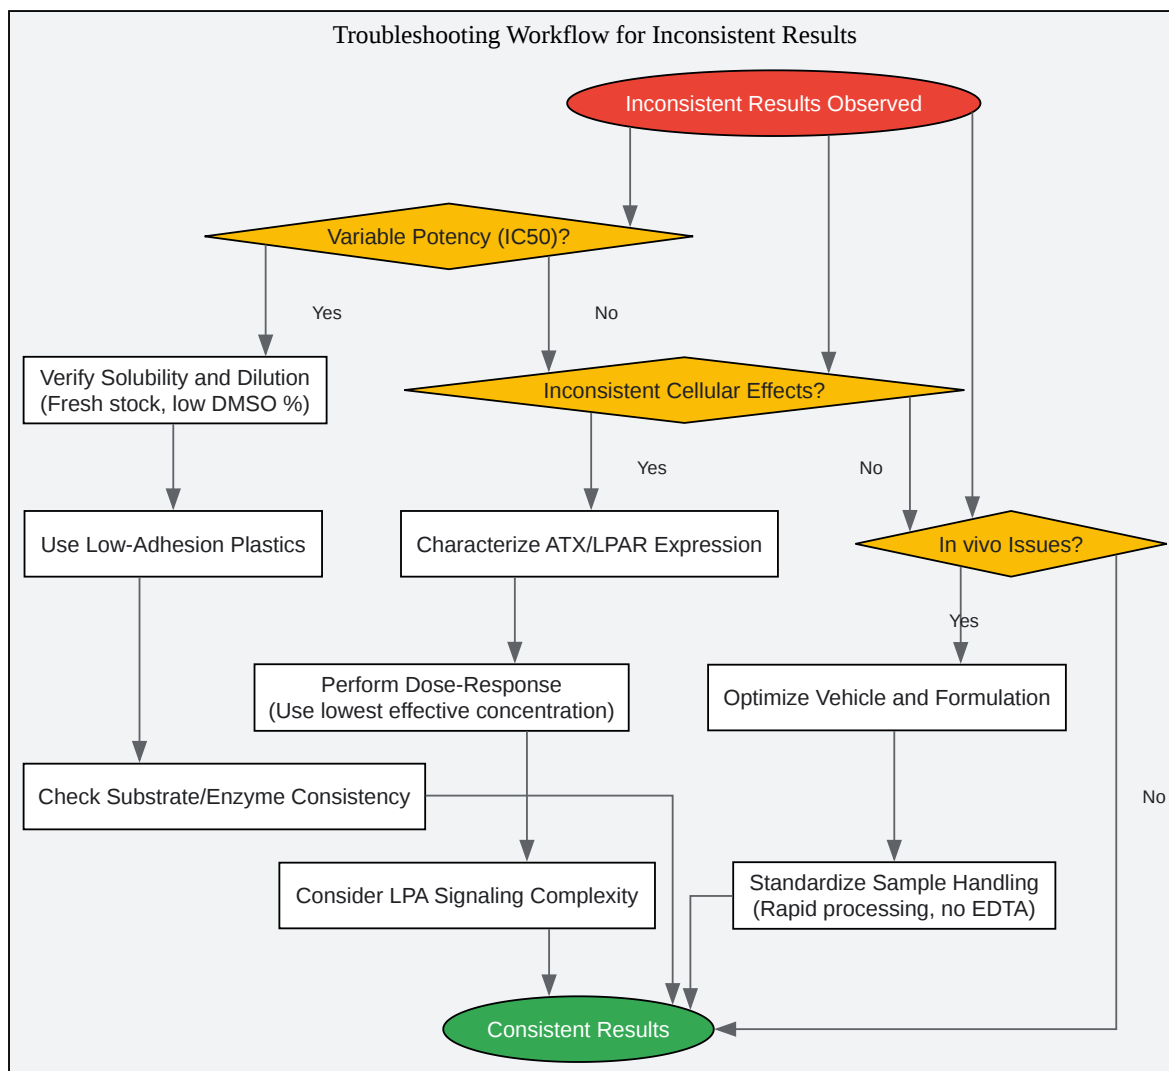 Troubleshooting Workflow for Inconsistent Results
Inconsistent Results Observed
Variable Potency (IC50)?
Yes
No
Verify Solubility and Dilution
(Fresh stock, low DMSO %)
Inconsistent Cellular Effects?
Yes
No
Use Low-Adhesion Plastics
Characterize ATX/LPAR Expression
In vivo Issues?
Yes
Perform Dose-Response
(Use lowest effective concentration)
Optimize Vehicle and Formulation
Check Substrate/Enzyme Consistency
No
Consider LPA Signaling Complexity
Standardize Sample Handling
(Rapid processing, no EDTA)
Consistent Results